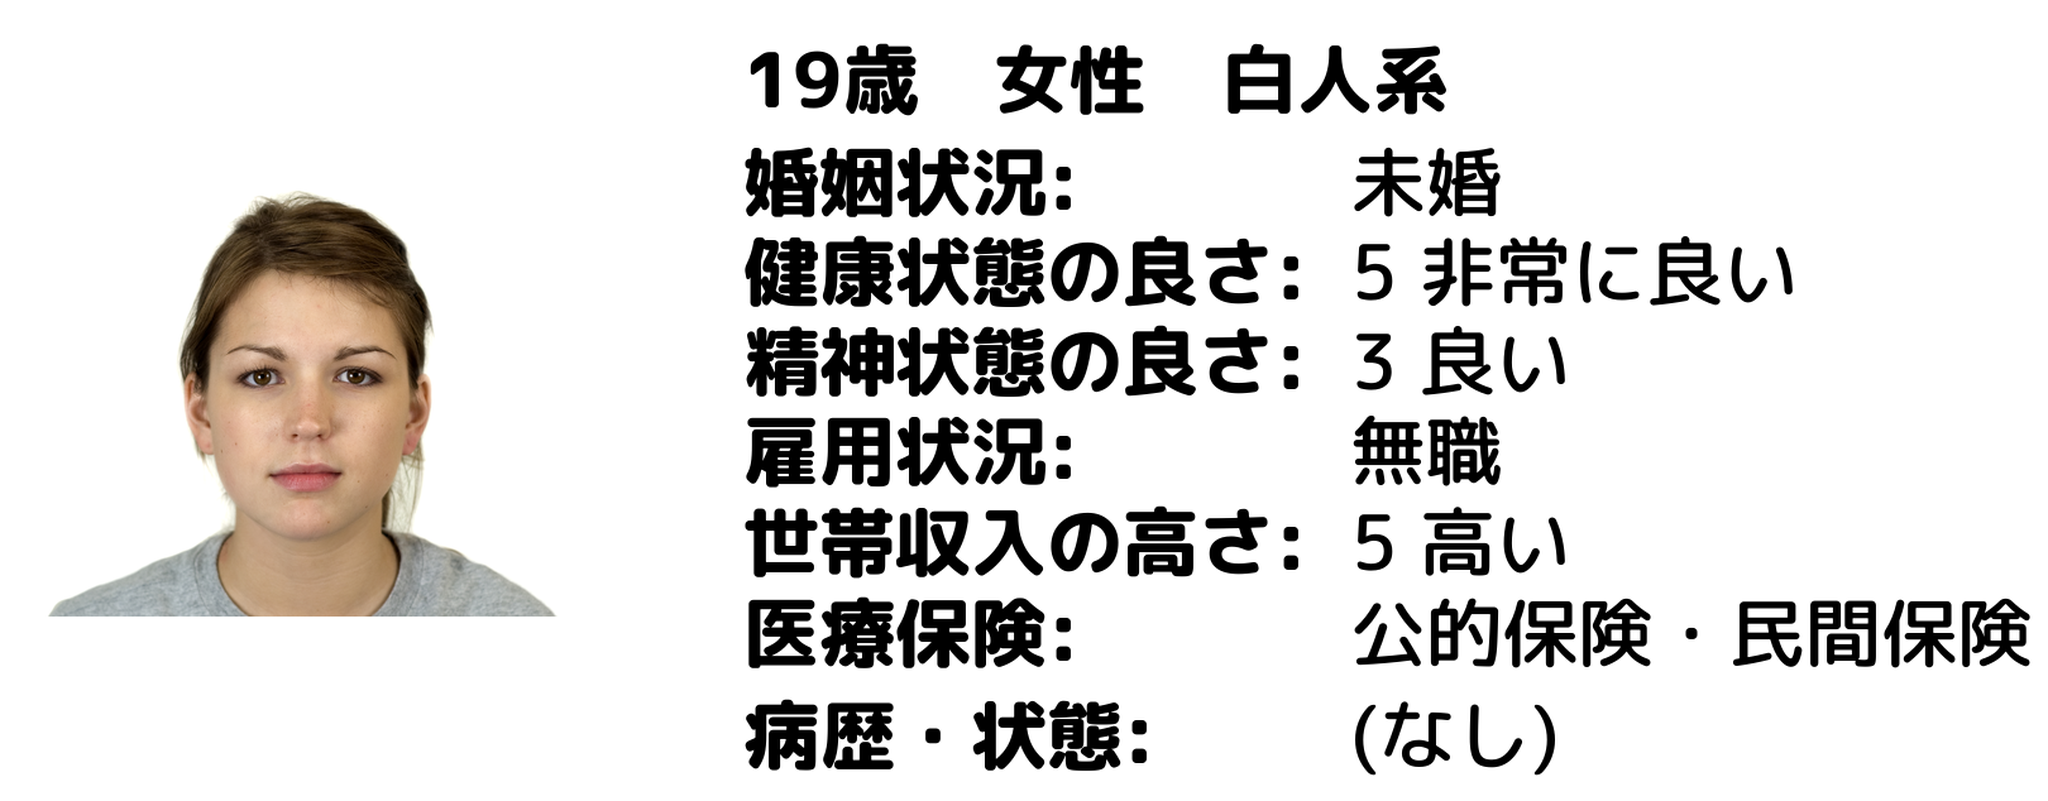 19歳　女性　白人系
婚姻状況: 未婚
健康状態の良さ: 5 非常に良い
精神状態の良さ: 3 良い
雇用状況: 無職
世帯収入の高さ: 5 高い
医療保険: 公的保険・民間保険
病歴・状態: (なし)